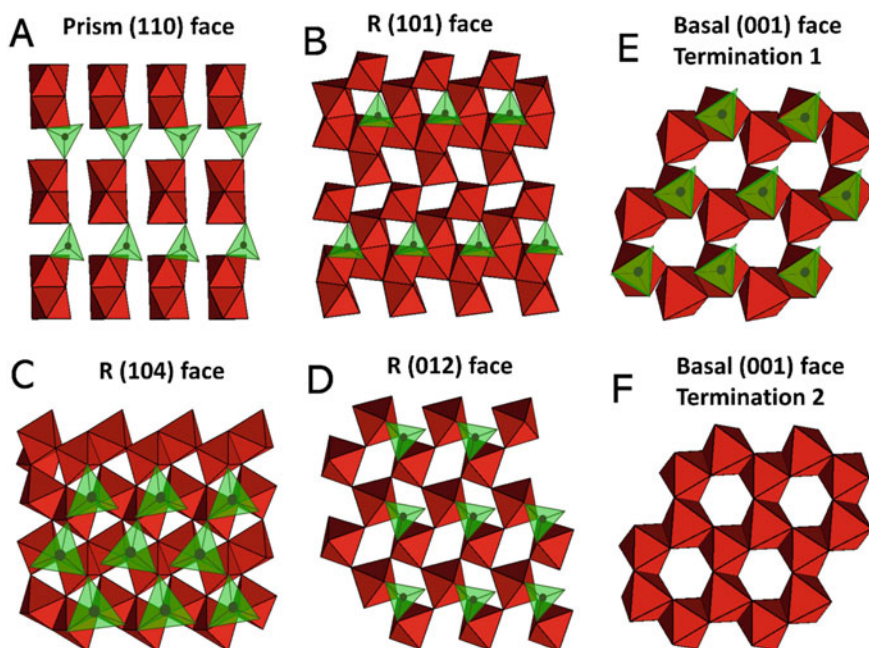 A
Prism (110) face
B
R (101) face
E
Basal (001) face
Termination 1
C
R (104) face
D
R (012) face
F
Basal (001) face
Termination 2